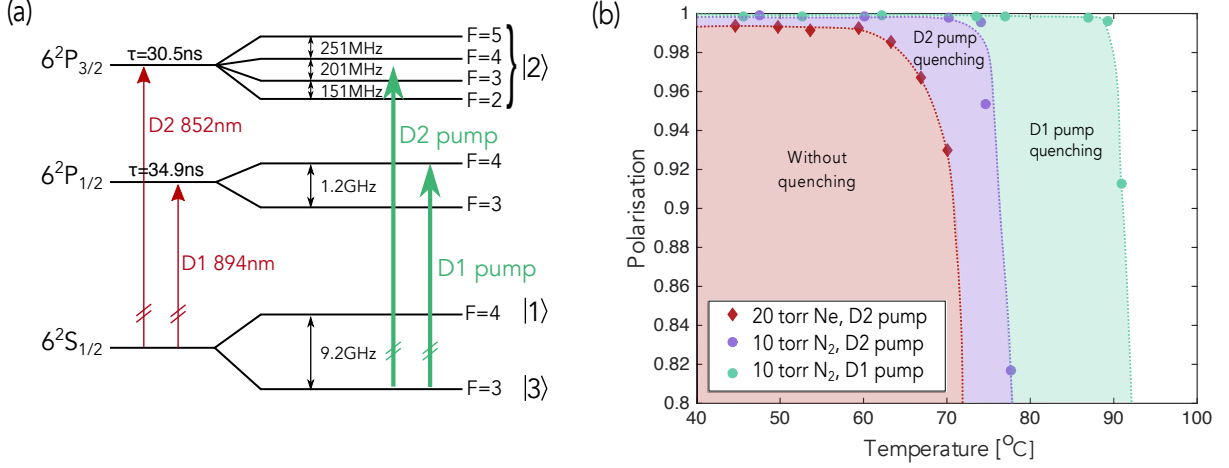 (a)
6²P₃/₂
τ=30.5ns
251MHz
201MHz
151MHz
F=5
F=4
F=3
F=2
|2⟩
D2 852nm
D2 pump
6²P₁/₂
τ=34.9ns
1.2GHz
F=4
F=3
D1 894nm
D1 pump
6²S₁/₂
9.2GHz
F=4
|1⟩
F=3
|3⟩
(b)
Polarisation
1
0.98
0.96
0.94
0.92
0.9
0.88
0.86
0.84
0.82
0.8
Without
quenching
D2 pump
quenching
D1 pump
quenching
20 torr Ne, D2 pump
10 torr N₂, D2 pump
10 torr N₂, D1 pump
40
50
60
70
80
90
100
Temperature [°C]